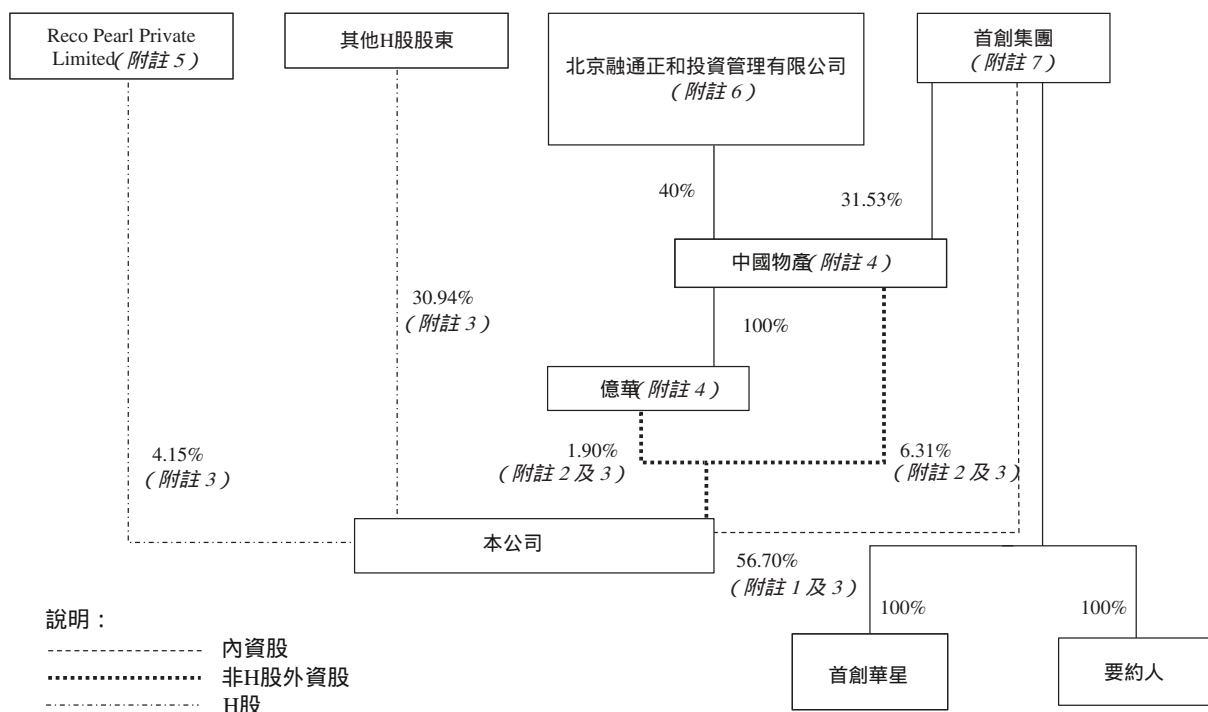 Reco Pearl Private
Limited(附註 5)
其他H股股東
北京融通正和投資管理有限公司
(附註 6)
首創集團
(附註 7)
40%
31.53%
中國物產(附註 4)
30.94%
(附註 3)
100%
億華(附註 4)
4.15%
(附註 3)
1.90%
(附註 2 及 3)
6.31%
(附註 2 及 3)
本公司
56.70%
(附註 1 及 3)
100%
100%
首創華星
要約人
說明:
內資股
非H股外資股
H股